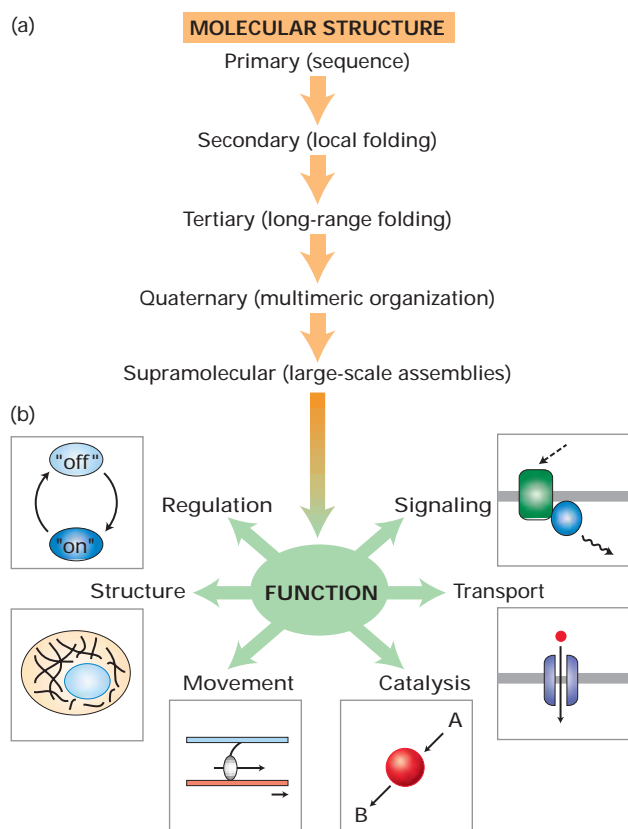 (a)
MOLECULAR STRUCTURE
Primary (sequence)
Secondary (local folding)
Tertiary (long-range folding)
Quaternary (multimeric organization)
Supramolecular (large-scale assemblies)
(b)
"off"
"on"
Regulation
Signaling
Structure
FUNCTION
Transport
Movement
Catalysis
A
B